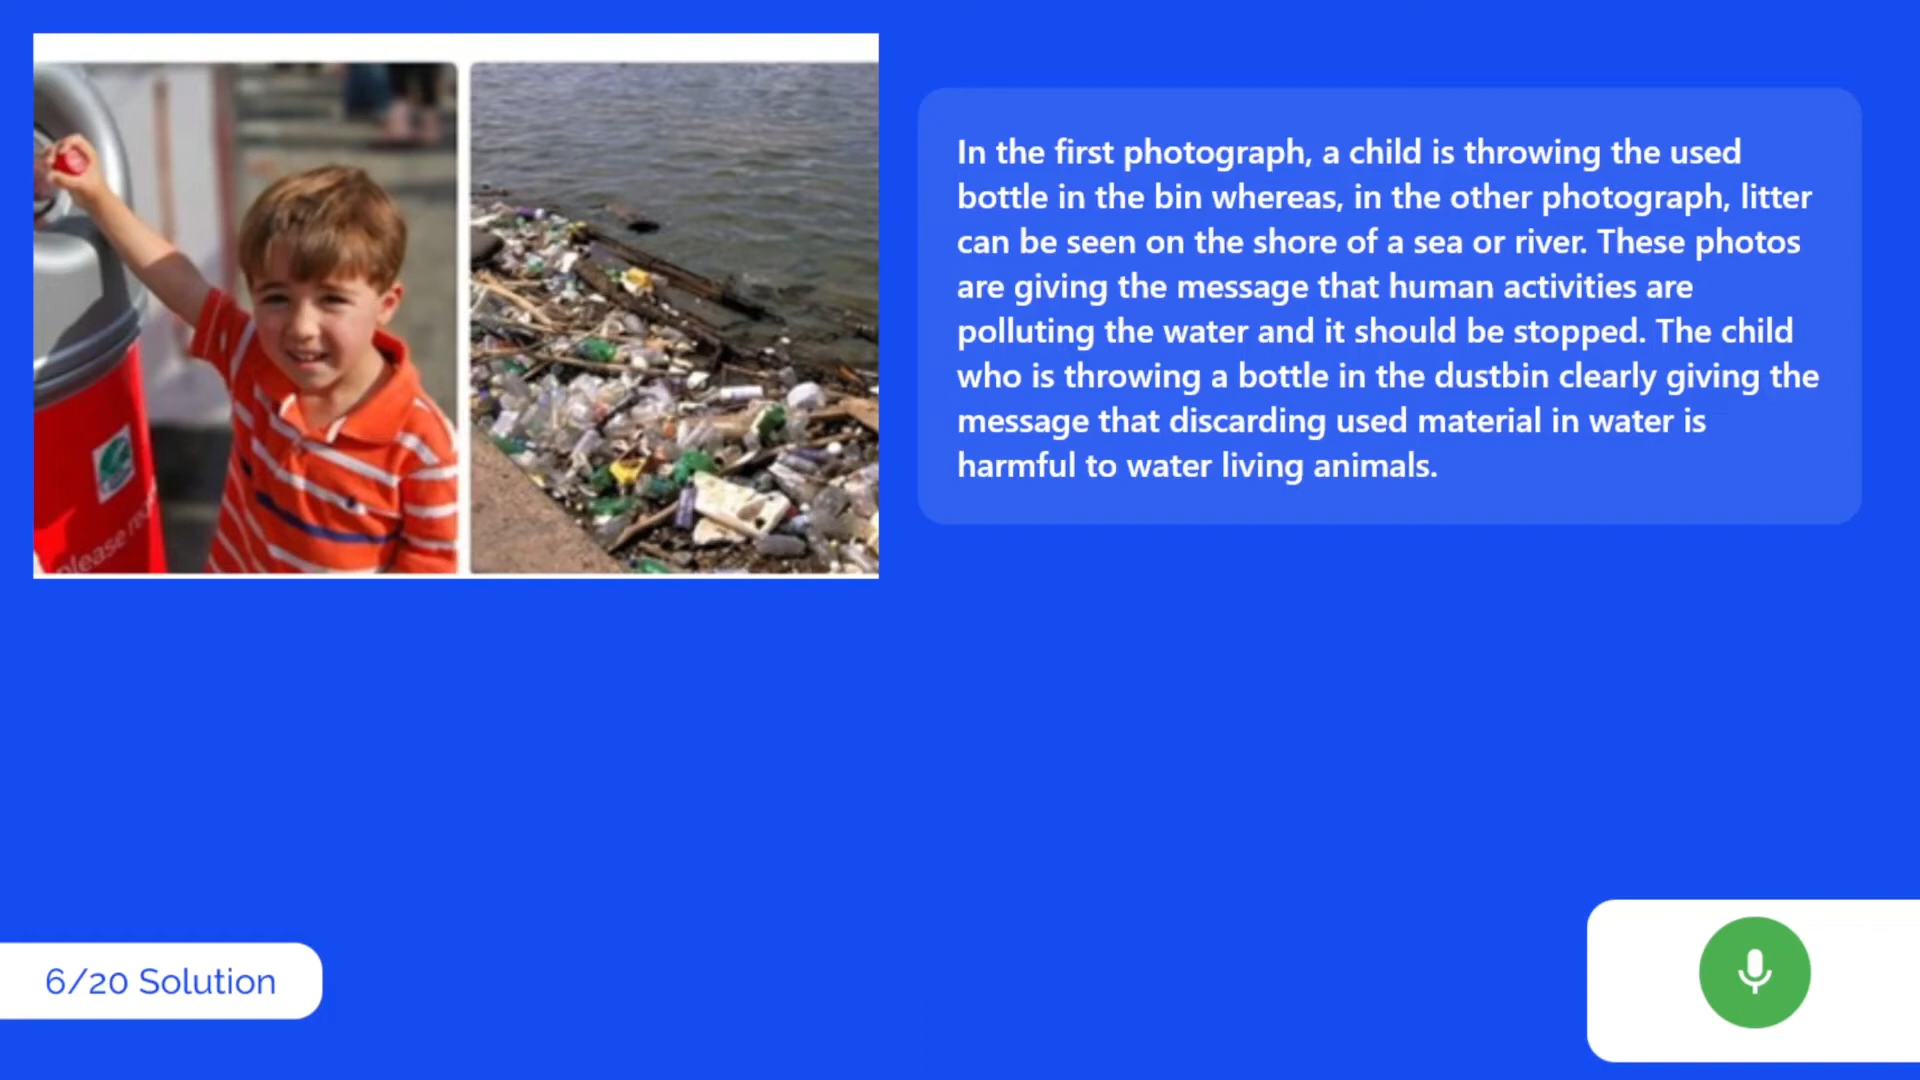 In the first photograph, a child is throwing the used
bottle in the bin whereas, in the other photograph, litter
can be seen on the shore of a sea or river. These photos
are giving the message that human activities are
polluting the water and it should be stopped. The child
who is throwing a bottle in the dustbin clearly giving the
message that discarding used material in water is
harmful to water living animals.
please re
6/20 Solution